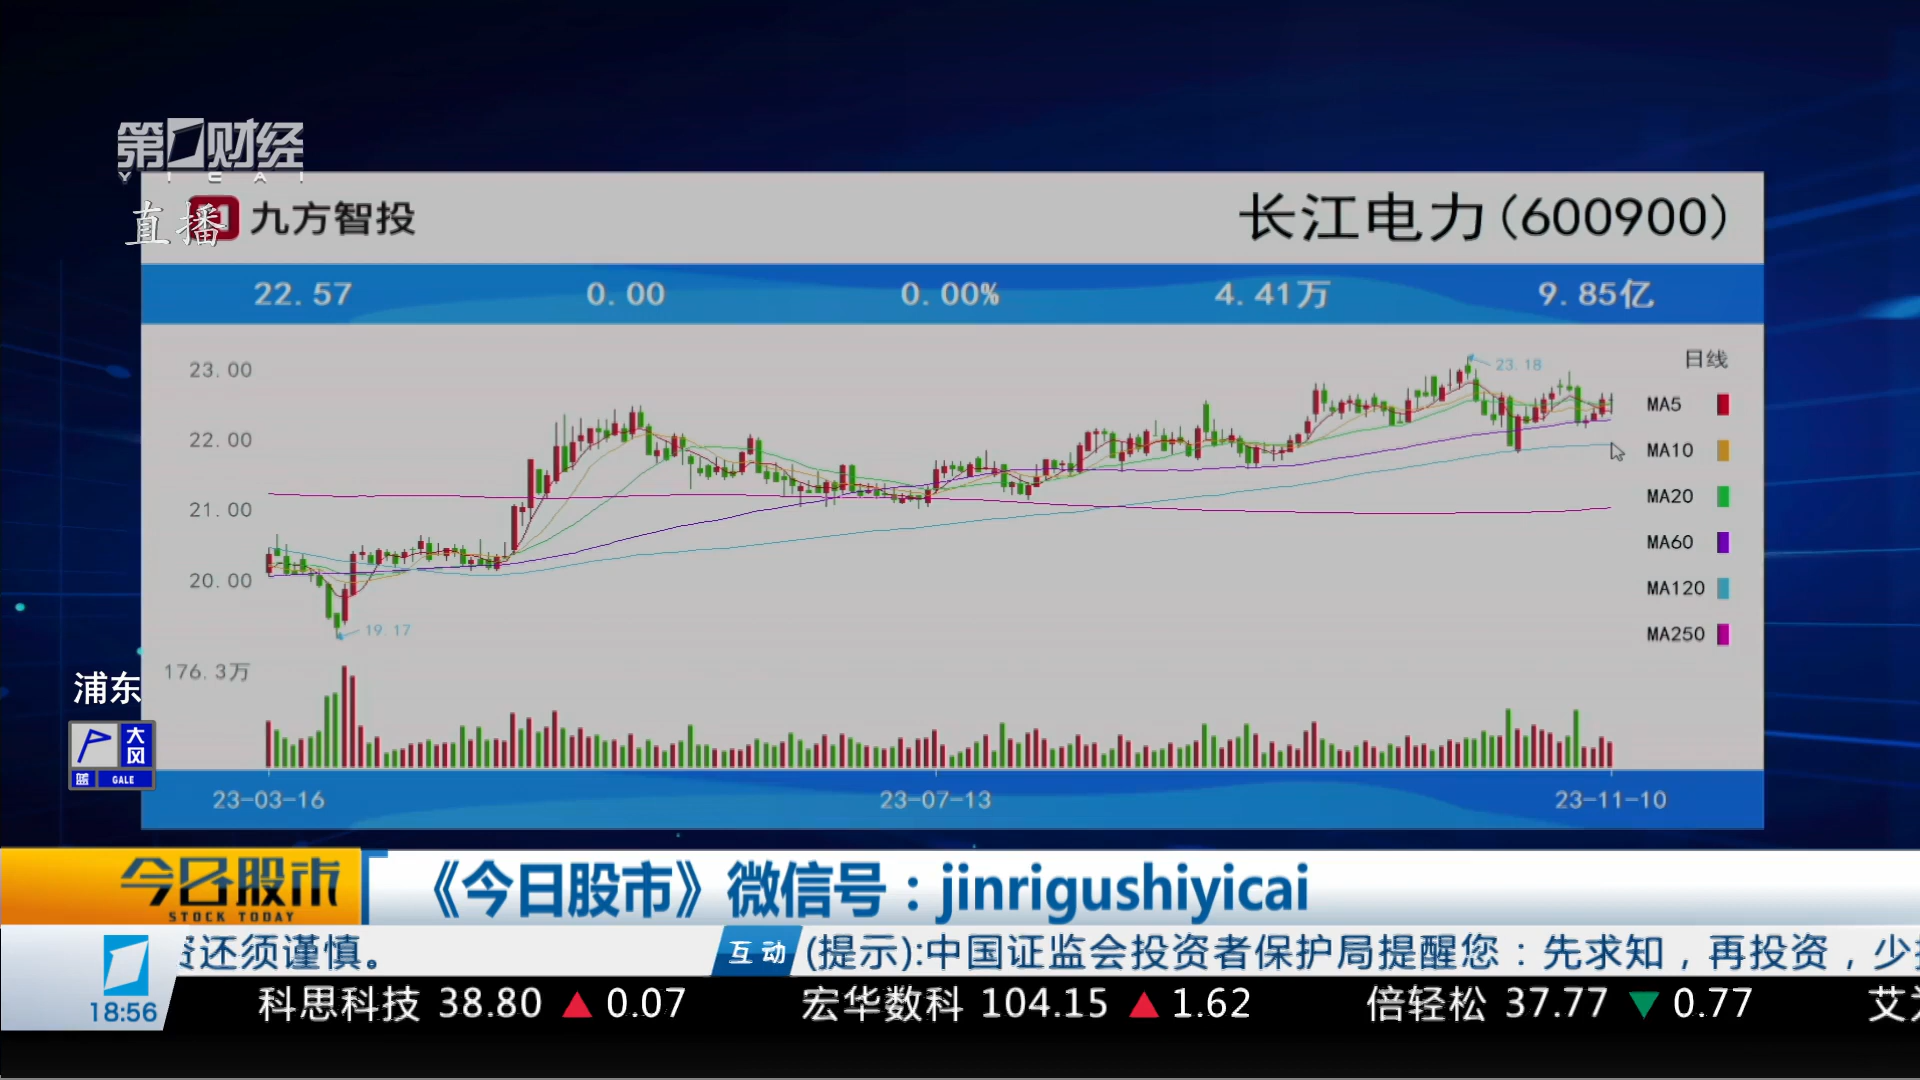 第一财经
YICAI
直播
九方智投
长江电力(600900)
22.57 0.00 0.00% 4.41万 9.85亿
日线
23.00
22.00
21.00
20.00
23.18
19.17
MA5
MA10
MA20
MA60
MA120
MA250
176.3万
浦东
大风
蓝 GALE
23-03-16 23-07-13 23-11-10
今日股市
STOCK TODAY
《今日股市》微信号：jinrigushiyicai
还须谨慎。 互动 (提示):中国证监会投资者保护局提醒您：先求知，再投资，少
18:56
科思科技 38.80 ▲ 0.07 宏华数科 104.15 ▲ 1.62 倍轻松 37.77 ▼ 0.77 艾